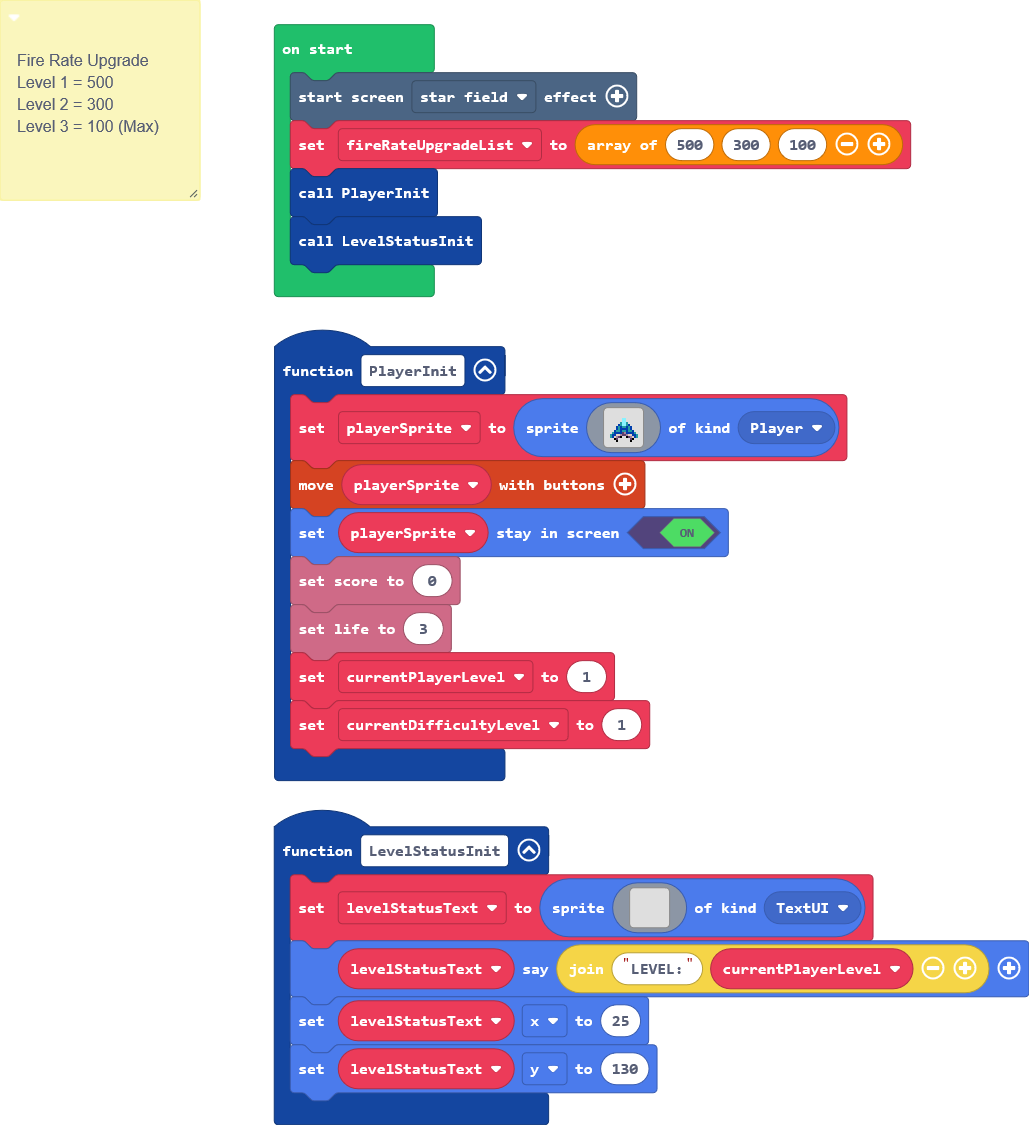 Fire Rate Upgrade
Level 1 = 500
Level 2 = 300
Level 3 = 100 (Max)
on start
start screen star field effect
set fireRateUpgradeList to array of 500 300 100
call PlayerInit
call LevelStatusInit
function PlayerInit
set playerSprite to sprite of kind Player
move playerSprite with buttons
set playerSprite stay in screen ON
set score to 0
set life to 3
set currentPlayerLevel to 1
set currentDifficultyLevel to 1
function LevelStatusInit
set levelStatusText to sprite of kind TextUI
levelStatusText say join "LEVEL:" currentPlayerLevel
set levelStatusText x to 25
set levelStatusText y to 130